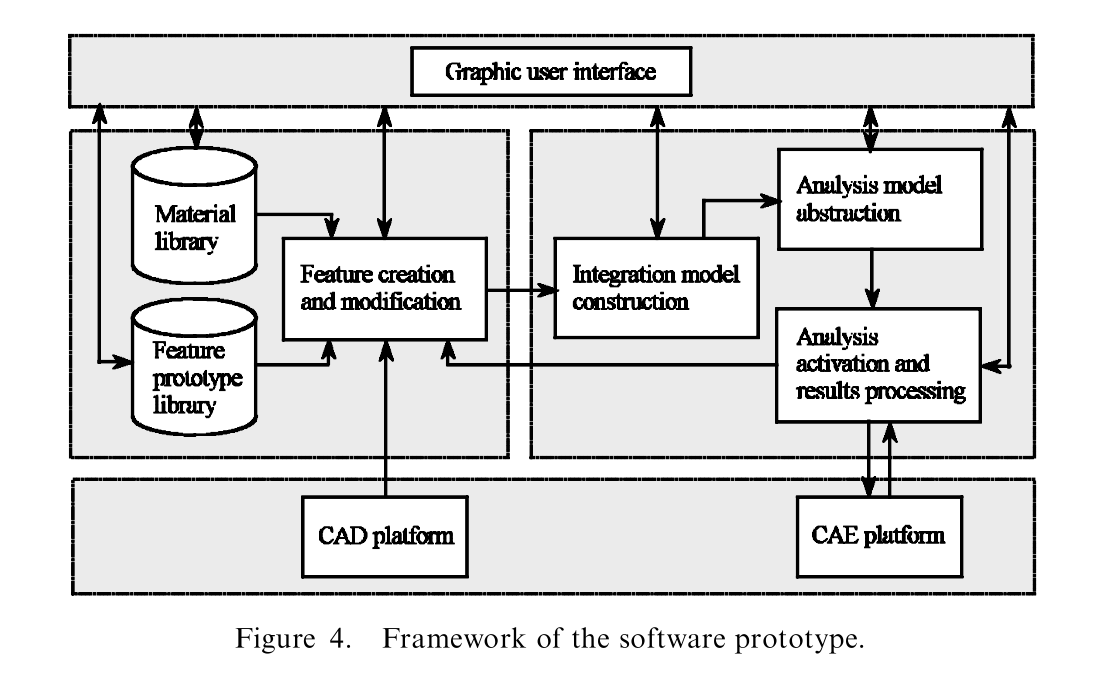 Graphic user interface
Material
library
Feature
prototype
library
Feature creation
and modification
Integration model
construction
Analysis model
abstraction
Analysis
activation and
results processing
CAD platform
CAE platform
Figure 4. Framework of the software prototype.